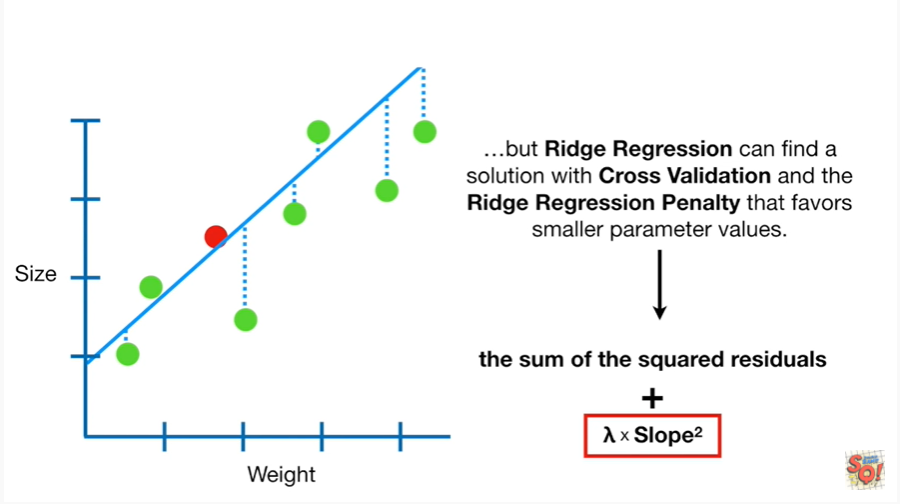 …but Ridge Regression can find a
solution with Cross Validation and the
Ridge Regression Penalty that favors
smaller parameter values.
Size
Weight
the sum of the squared residuals
+
λ x Slope²
SQ!